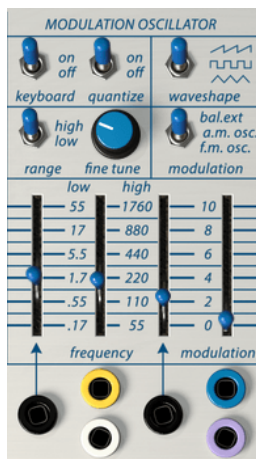 MODULATION OSCILLATOR
on on
off off
keyboard quantize waveshape
high bal.ext
low a.m. osc.
f.m. osc.
range fine tune modulation
low high
55 1760 10
17 880 8
5.5 440 6
1.7 220 4
.55 110 2
.17 55 0
frequency modulation